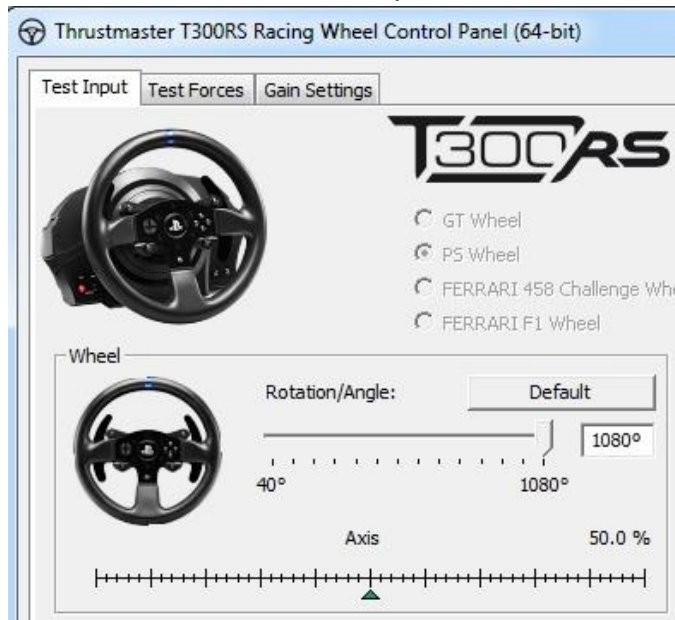 Thrustmaster T300RS Racing Wheel Control Panel (64-bit)
Test Input Test Forces Gain Settings
T300RS
GT Wheel
PS Wheel
FERRARI 458 Challenge Whe
FERRARI F1 Wheel
Wheel
Rotation/Angle: Default
1080°
40° 1080°
Axis 50.0 %